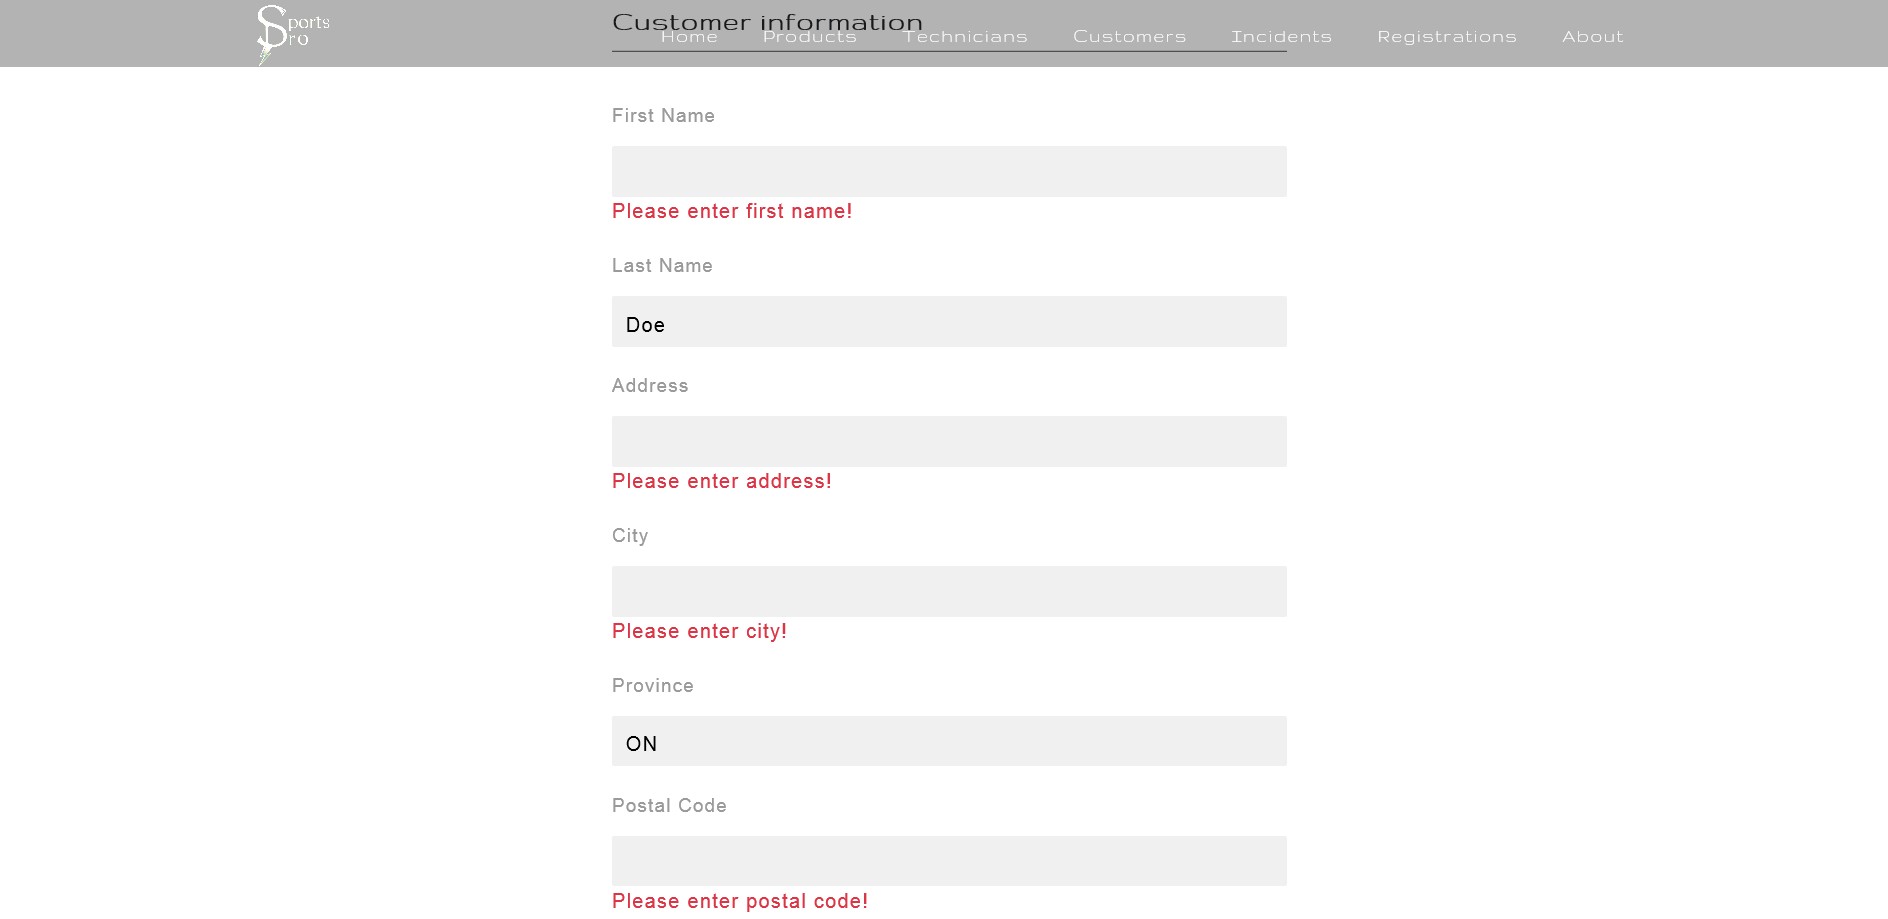 Sports
Pro
Customer information
Home Products Technicians Customers Incidents Registrations About
First Name
Please enter first name!
Last Name
Doe
Address
Please enter address!
City
Please enter city!
Province
ON
Postal Code
Please enter postal code!